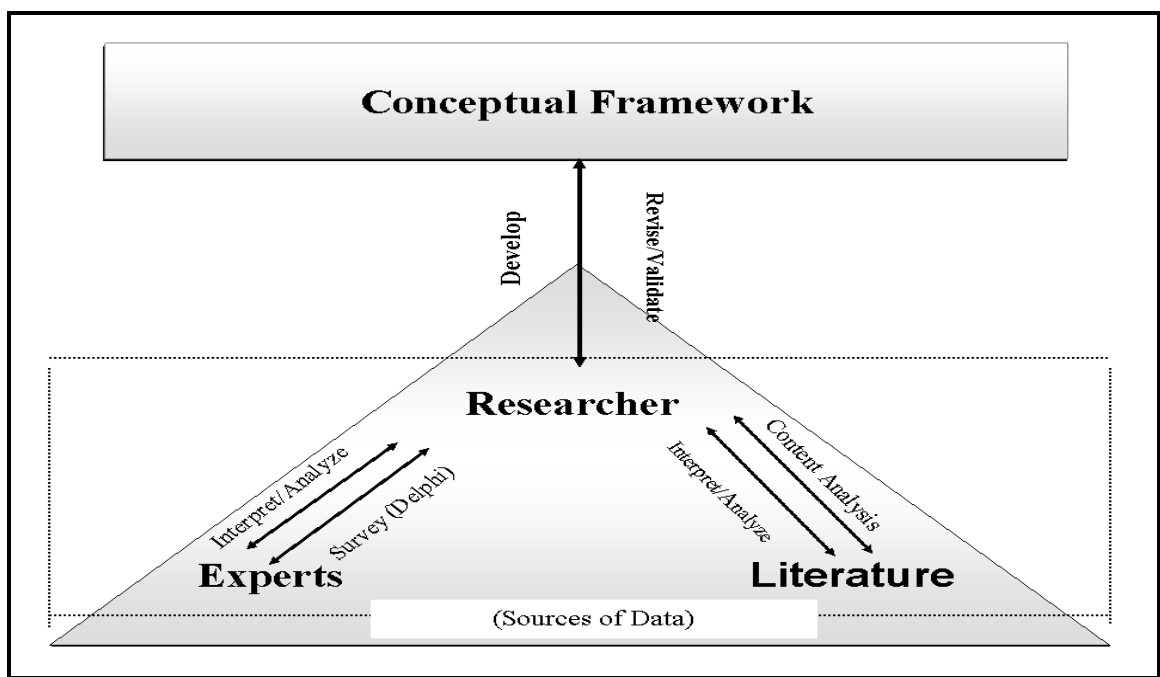 Conceptual Framework
Develop
Revise/Validate
Researcher
Interpret/Analyze
Survey (Delphi)
Interpret/Analyze
Content Analysis
Experts
Literature
(Sources of Data)